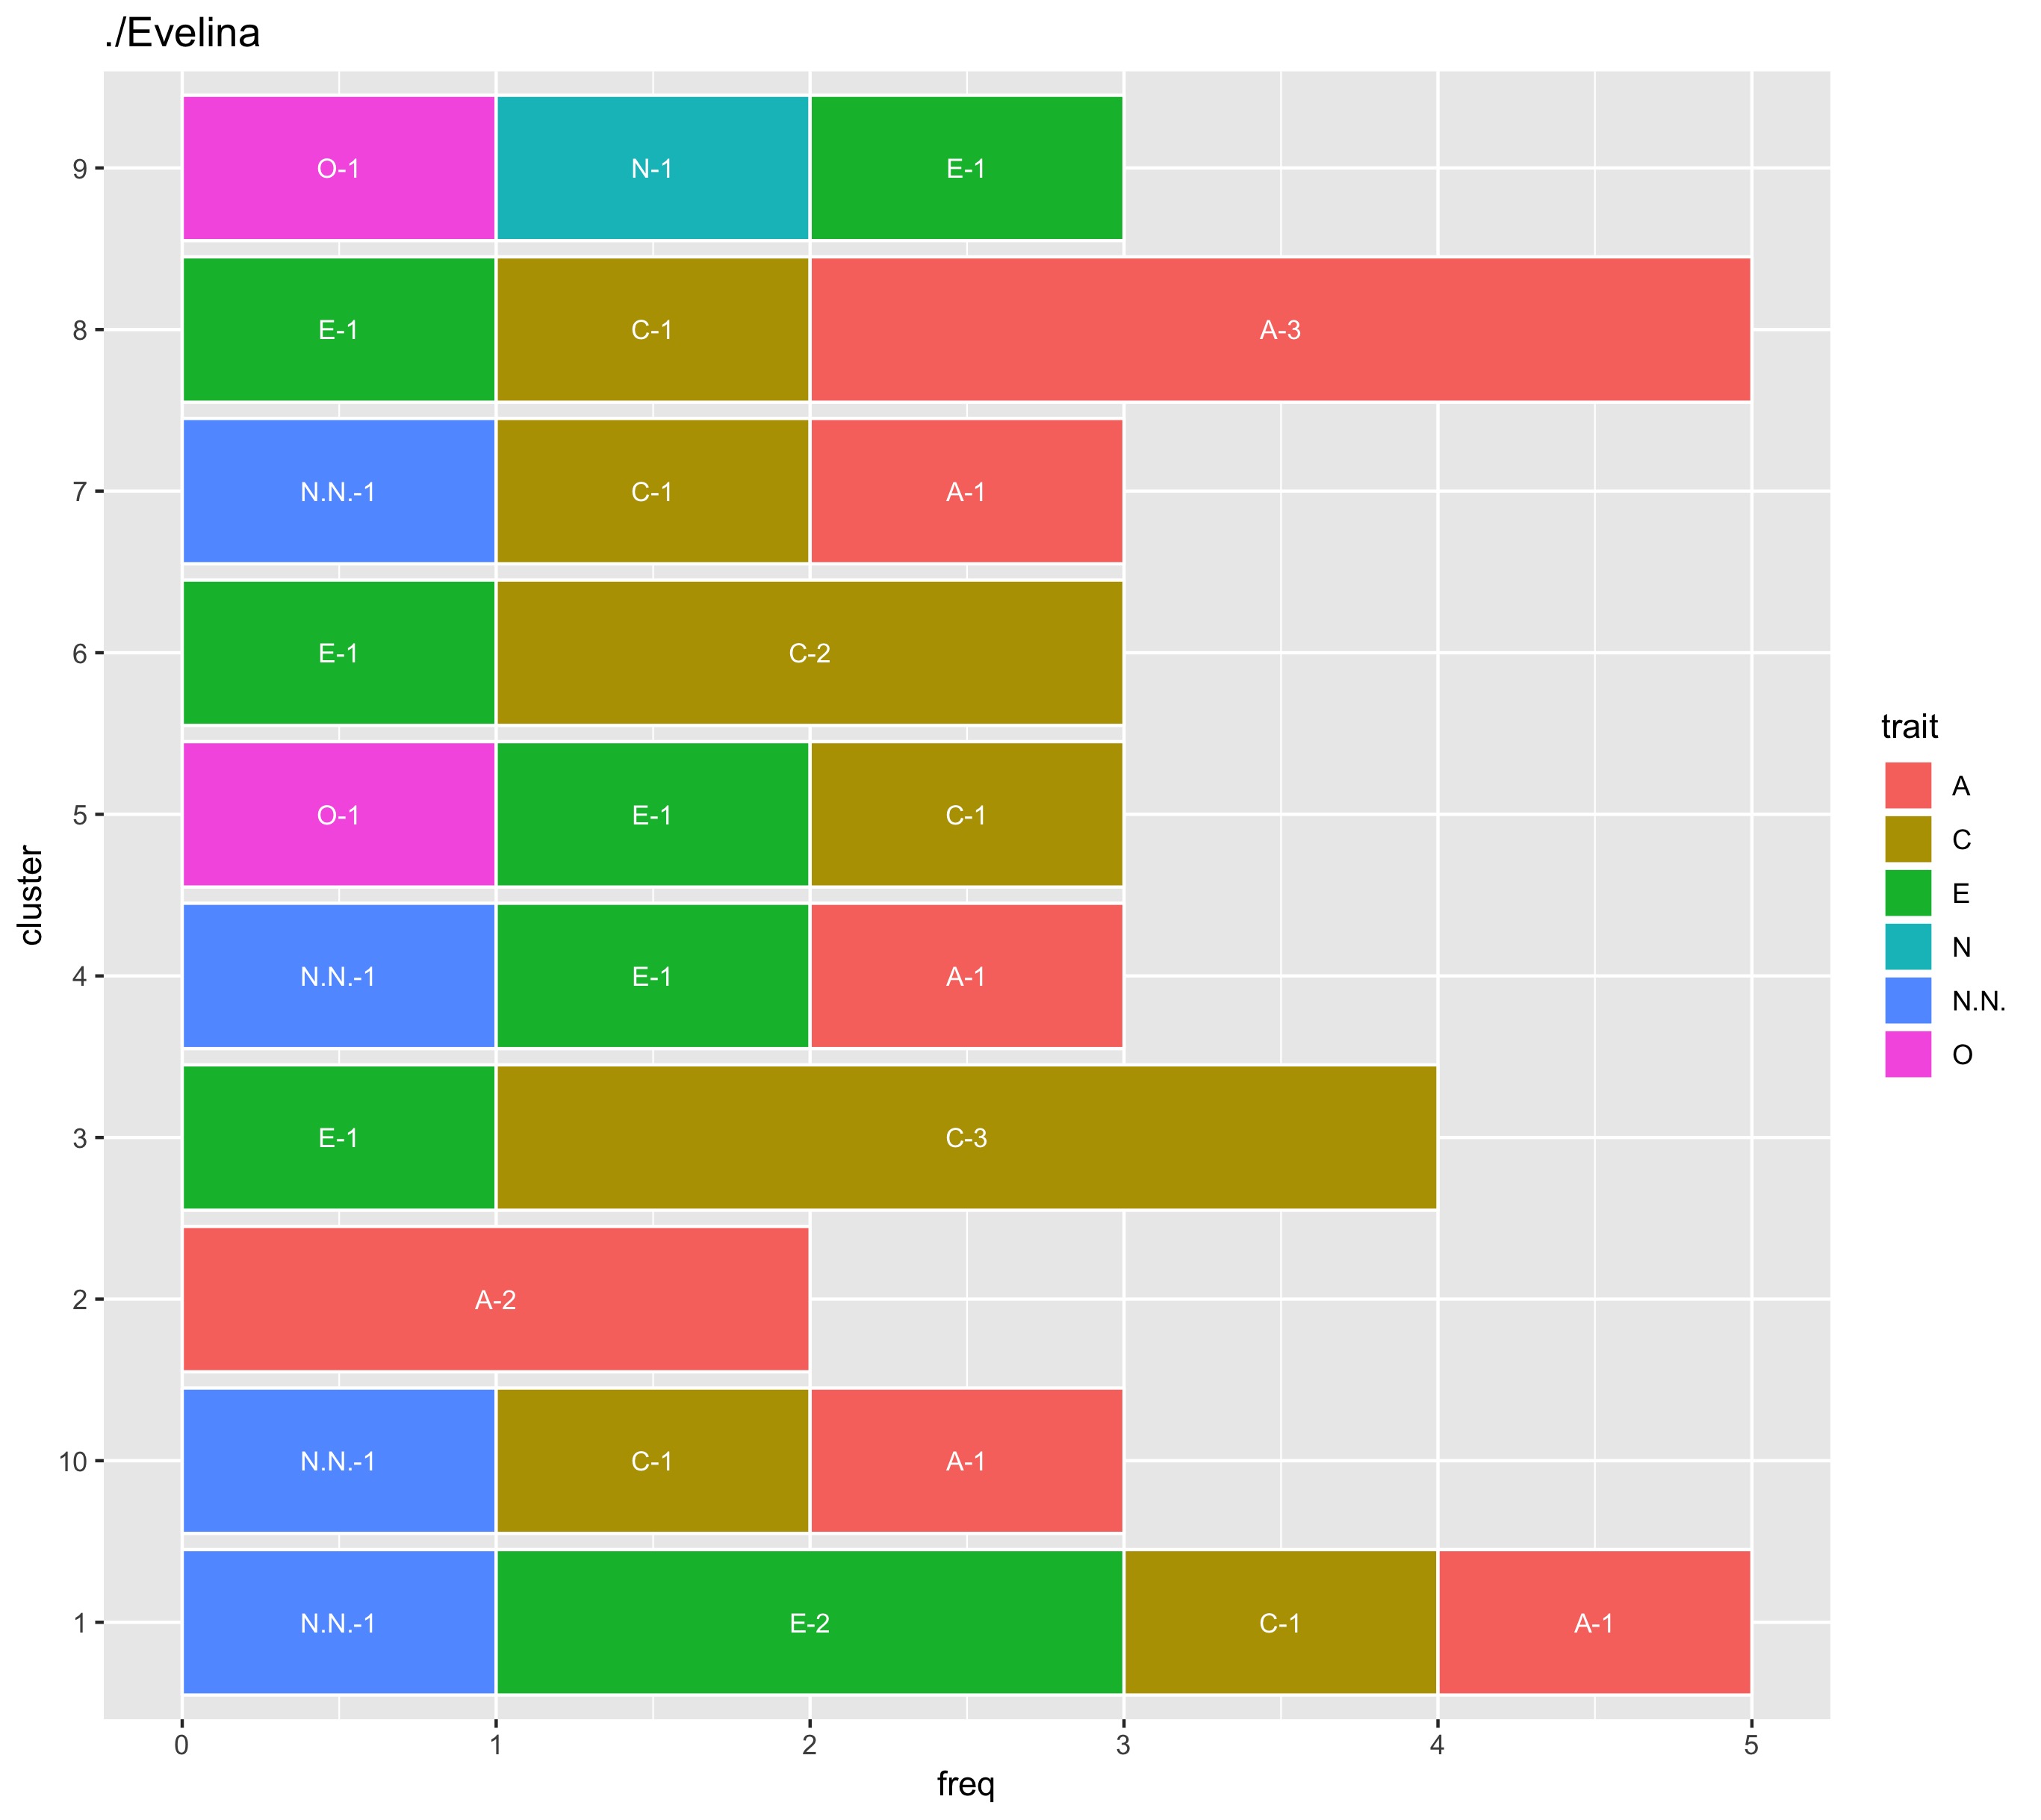 ./Evelina
cluster
9
O-1 N-1 E-1
8
E-1 C-1 A-3
7
N.N.-1 C-1 A-1
6
E-1 C-2
5
O-1 E-1 C-1
4
N.N.-1 E-1 A-1
3
E-1 C-3
2
A-2
10
N.N.-1 C-1 A-1
1
N.N.-1 E-2 C-1 A-1
0 1 2 3 4 5
freq
trait
A
C
E
N
N.N.
O